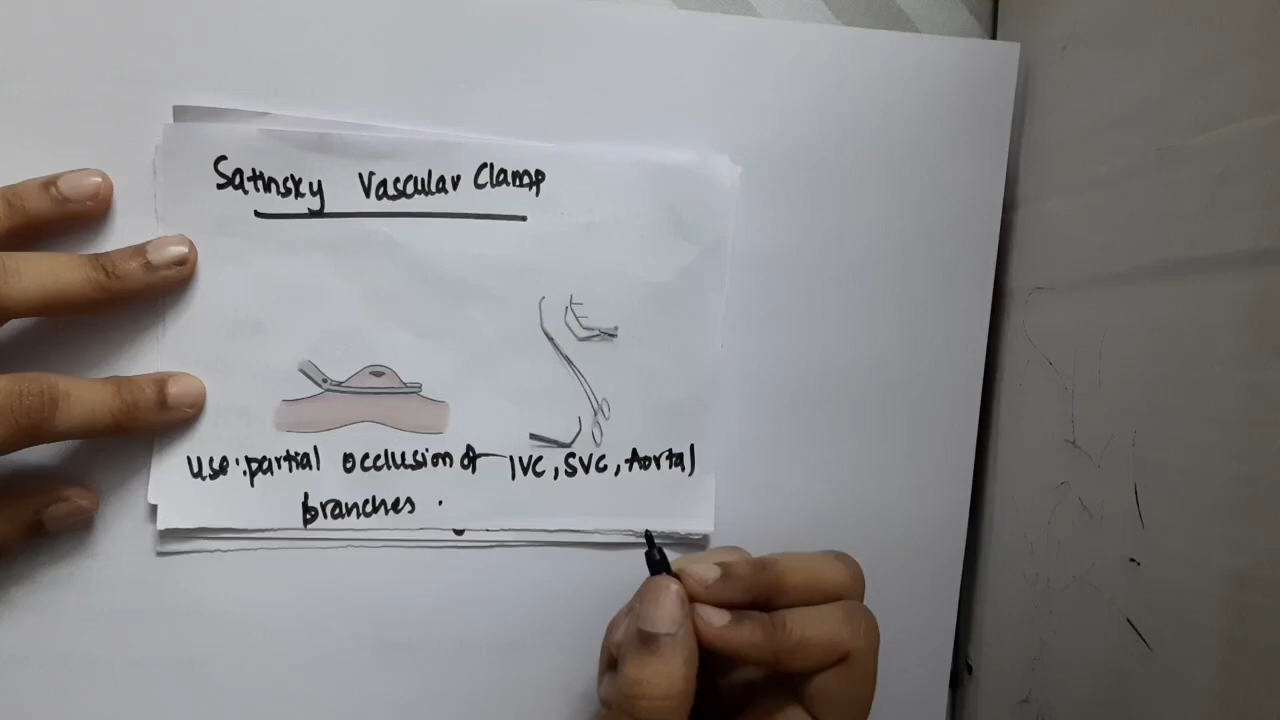 Satinsky Vascular Clamp
use: partial occlusion of IVC, SVC, Aortal
branches.